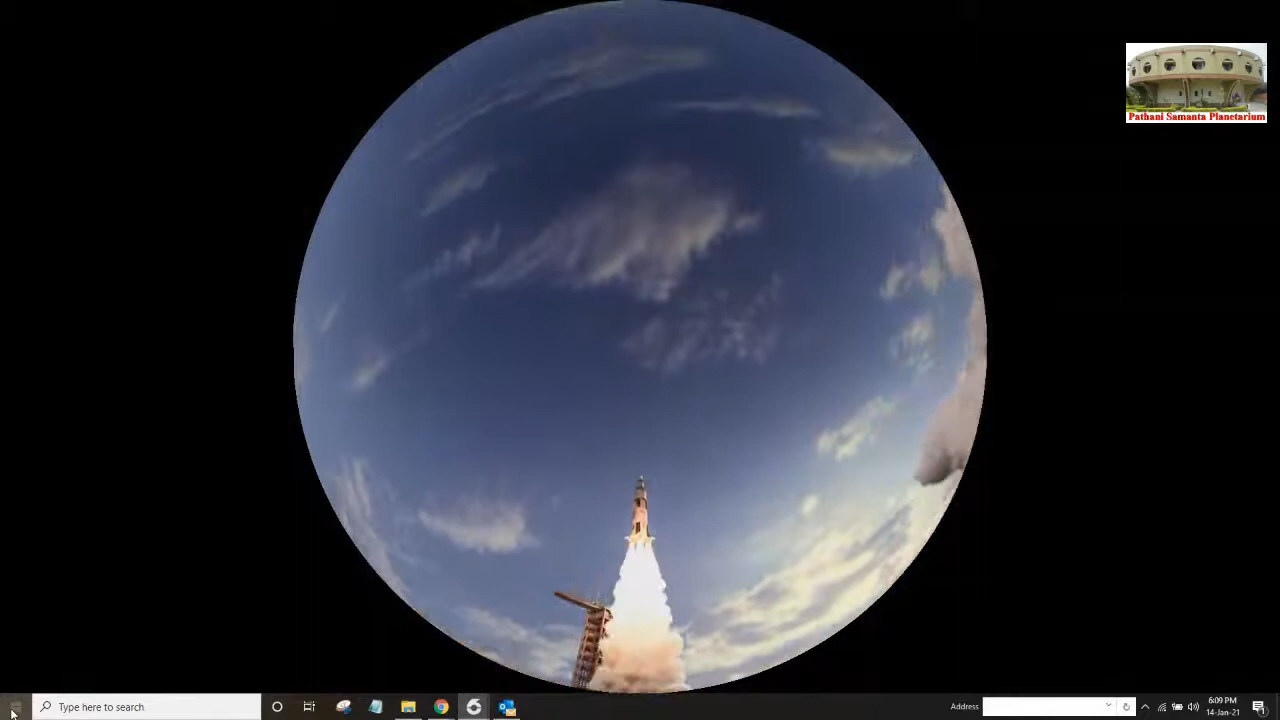 Pathani Samanta Planetarium
Type here to search
Address
6:09 PM
14-Jan-21